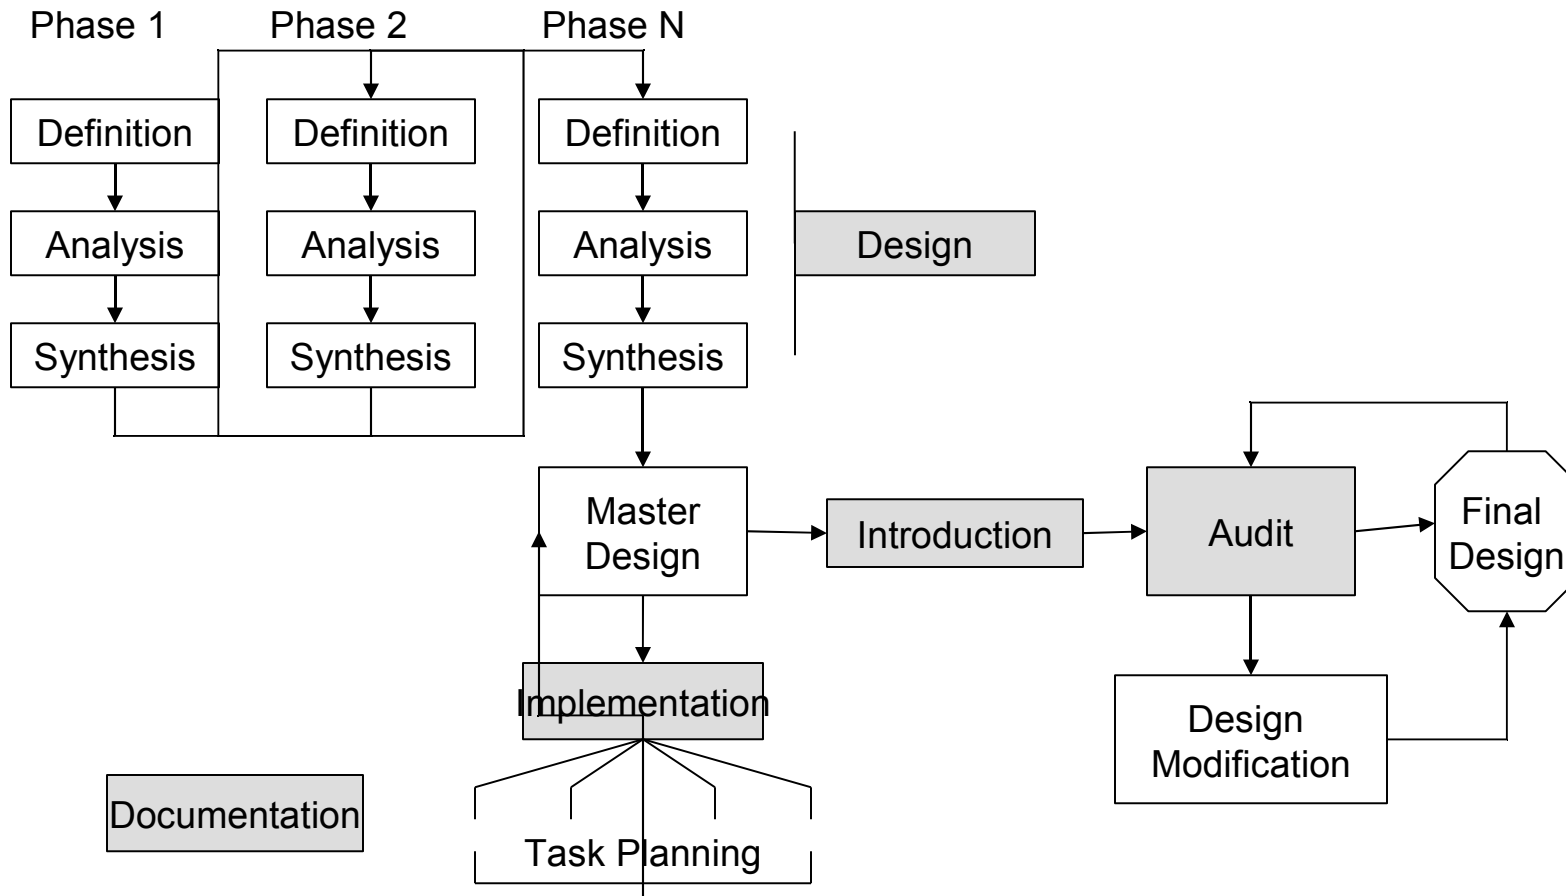 Phase 1
Phase 2
Phase N
Definition
Definition
Definition
Analysis
Analysis
Analysis
Design
Synthesis
Synthesis
Synthesis
Master
Design
Introduction
Audit
Final
Design
Implementation
Design
Modification
Documentation
Task Planning